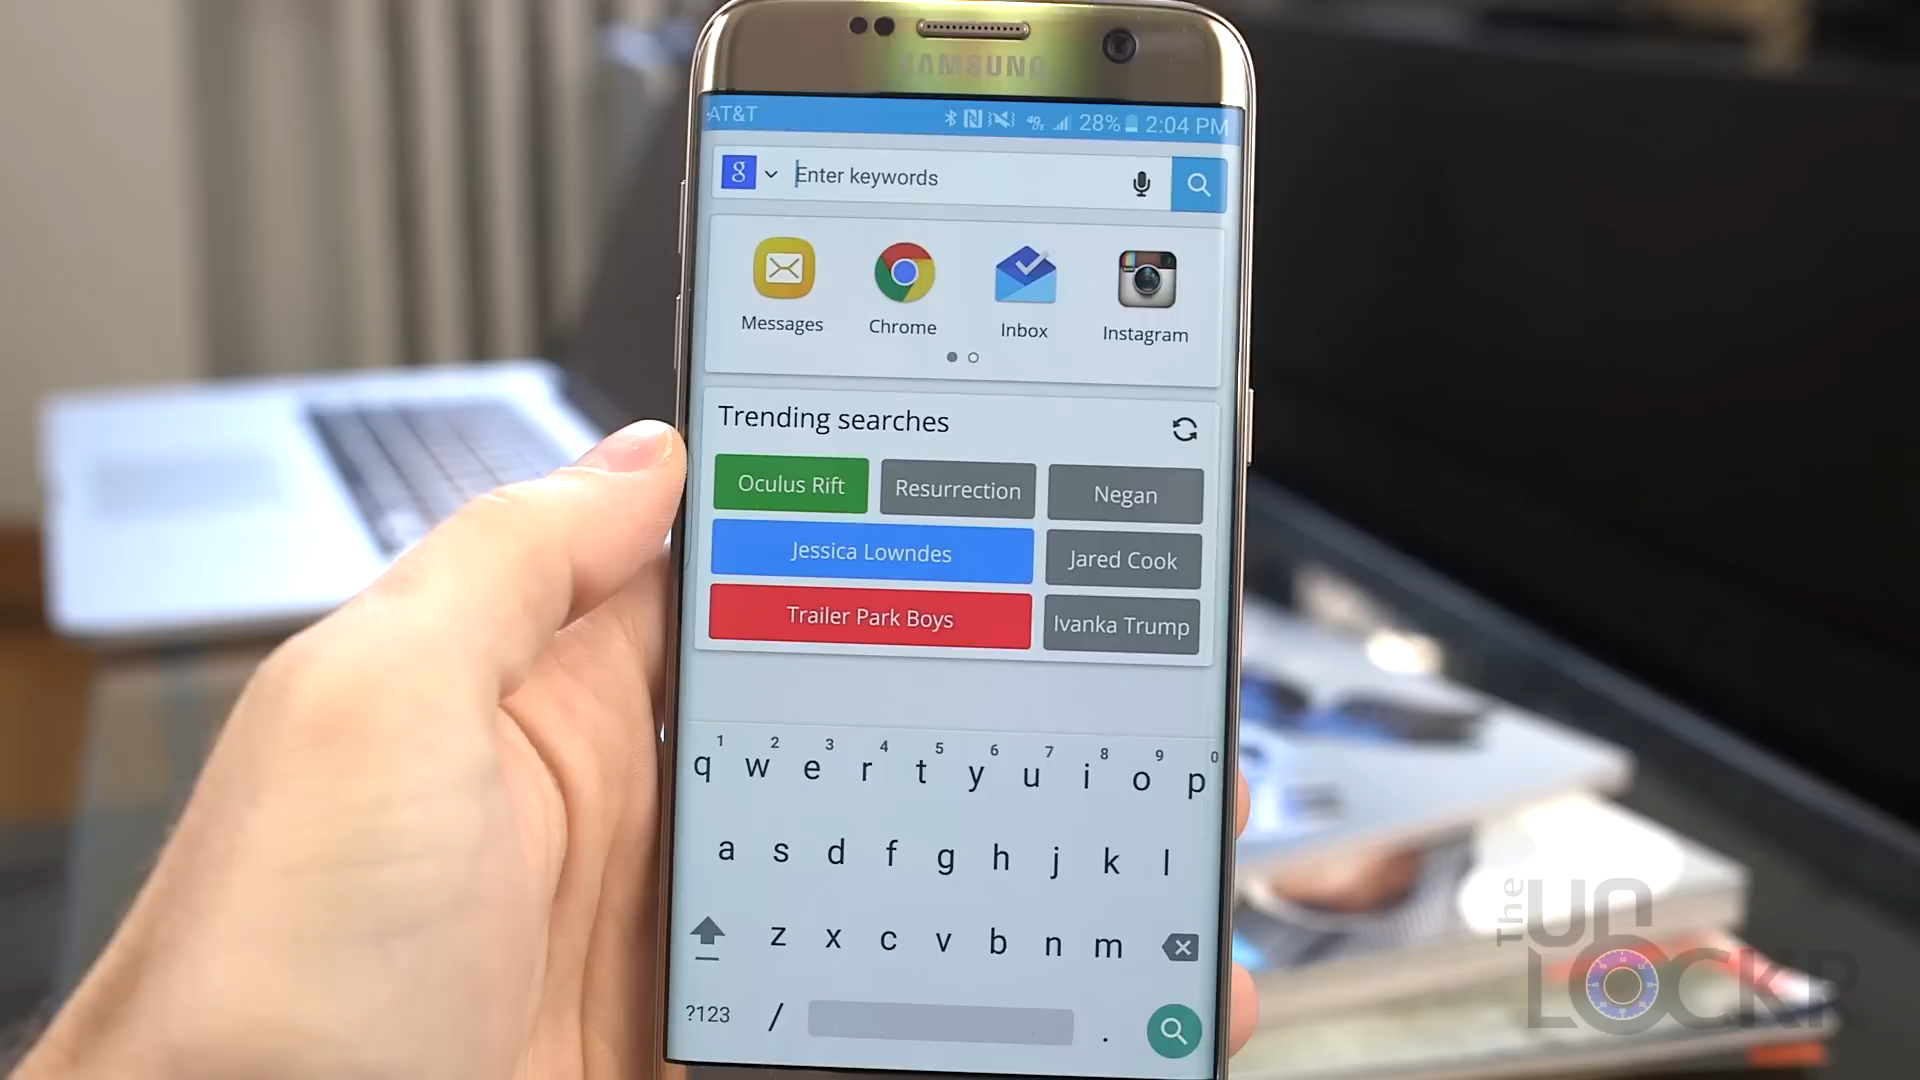 SAMSUNG
AT&T 28% 2:04 PM
g Enter keywords
Messages Chrome Inbox Instagram
Trending searches
Oculus Rift Resurrection Negan
Jessica Lowndes Jared Cook
Trailer Park Boys Ivanka Trump
1 2 3 4 5 6 7 8 9 0
q w e r t y u i o p
a s d f g h j k l
z x c v b n m
?123 / .
The UnLOCKR